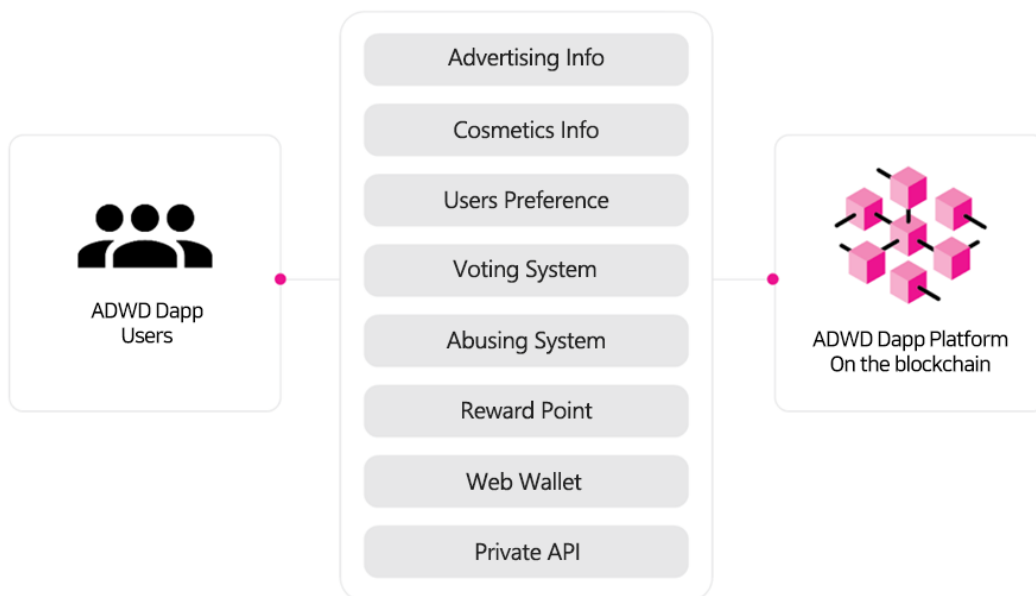 ADWD Dapp
Users
Advertising Info
Cosmetics Info
Users Preference
Voting System
Abusing System
Reward Point
Web Wallet
Private API
ADWD Dapp Platform
On the blockchain